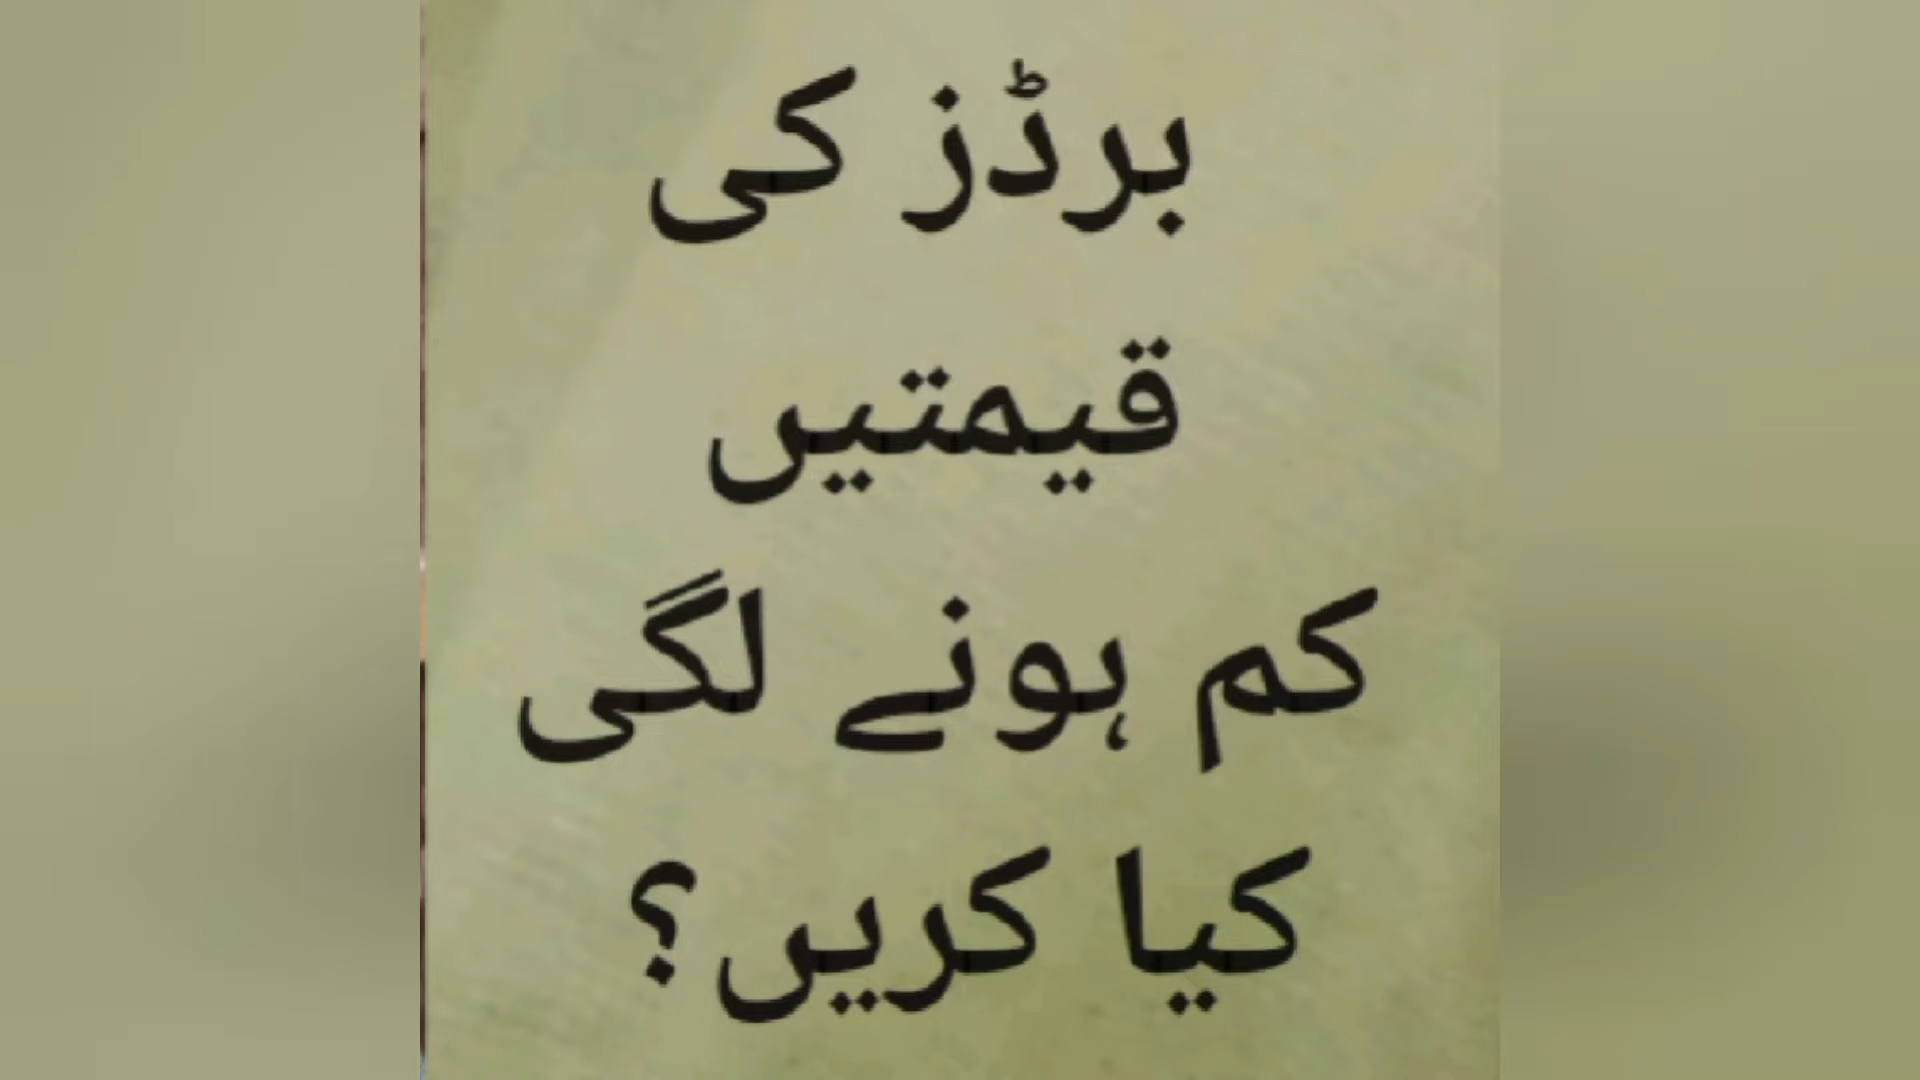 برڈز کی
قیمتیں
کم ہونے لگی
کیا کریں؟